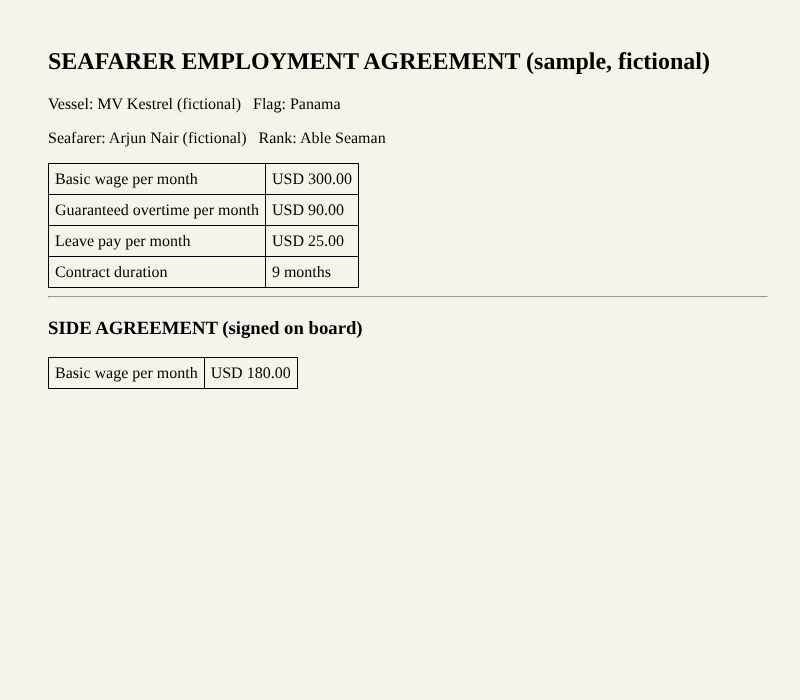 SEAFARER EMPLOYMENT AGREEMENT (sample, fictional)
Vessel: MV Kestrel (fictional) Flag: Panama
Seafarer: Arjun Nair (fictional) Rank: Able Seaman
Basic wage per month USD 300.00
Guaranteed overtime per month USD 90.00
Leave pay per month USD 25.00
Contract duration 9 months
SIDE AGREEMENT (signed on board)
Basic wage per month USD 180.00